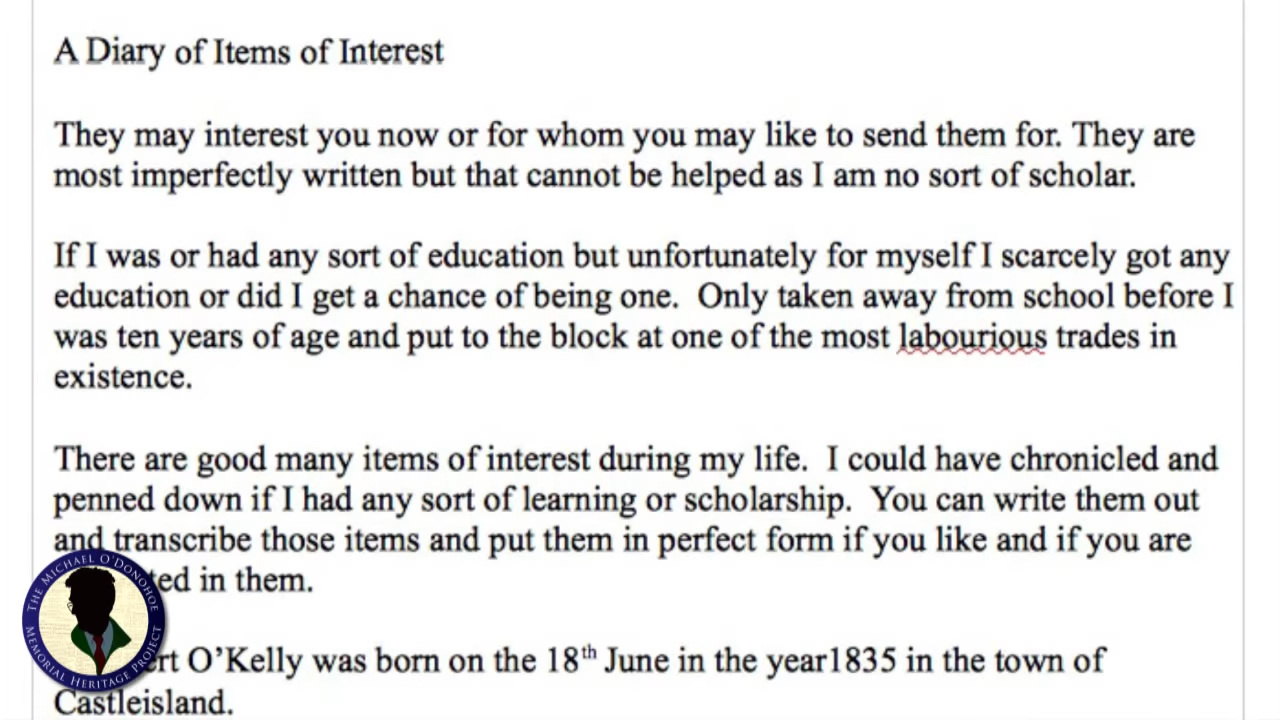 A Diary of Items of Interest
They may interest you now or for whom you may like to send them for. They are
most imperfectly written but that cannot be helped as I am no sort of scholar.
If I was or had any sort of education but unfortunately for myself I scarcely got any
education or did I get a chance of being one. Only taken away from school before I
was ten years of age and put to the block at one of the most labourious trades in
existence.
There are good many items of interest during my life. I could have chronicled and
penned down if I had any sort of learning or scholarship. You can write them out
and transcribe those items and put them in perfect form if you like and if you are
in them.
O’Kelly was born on the 18th June in the year1835 in the town of
Castleisland.
THE MICHAEL O'DONOHOE
MEMORIAL HERITAGE PROJECT